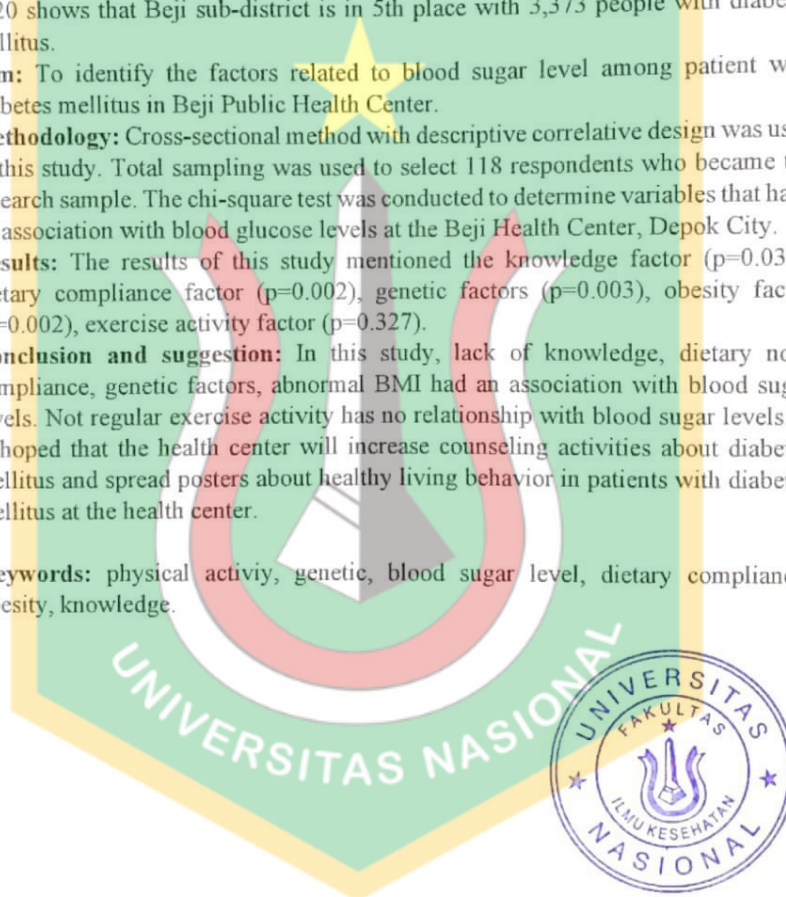 20 shows that Beji sub-district is in 5th place with 3,373 people with diabe
llitus.
m: To identify the factors related to blood sugar level among patient w
betes mellitus in Beji Public Health Center.
ethodology: Cross-sectional method with descriptive correlative design was us
this study. Total sampling was used to select 118 respondents who became t
earch sample. The chi-square test was conducted to determine variables that ha
association with blood glucose levels at the Beji Health Center, Depok City.
sults: The results of this study mentioned the knowledge factor (p=0.03
etary compliance factor (p=0.002), genetic factors (p=0.003), obesity fac
=0.002), exercise activity factor (p=0.327).
onclusion and suggestion: In this study, lack of knowledge, dietary no
mpliance, genetic factors, abnormal BMI had an association with blood sug
vels. Not regular exercise activity has no relationship with blood sugar levels
hoped that the health center will increase counseling activities about diabe
ellitus and spread posters about healthy living behavior in patients with diabe
ellitus at the health center.
eywords: physical activiy, genetic, blood sugar level, dietary complianc
esity, knowledge.
UNIVERSITAS NASIONAL
UNIVERSITAS
FAKULTAS
ILMU KESEHATAN
NASIONAL